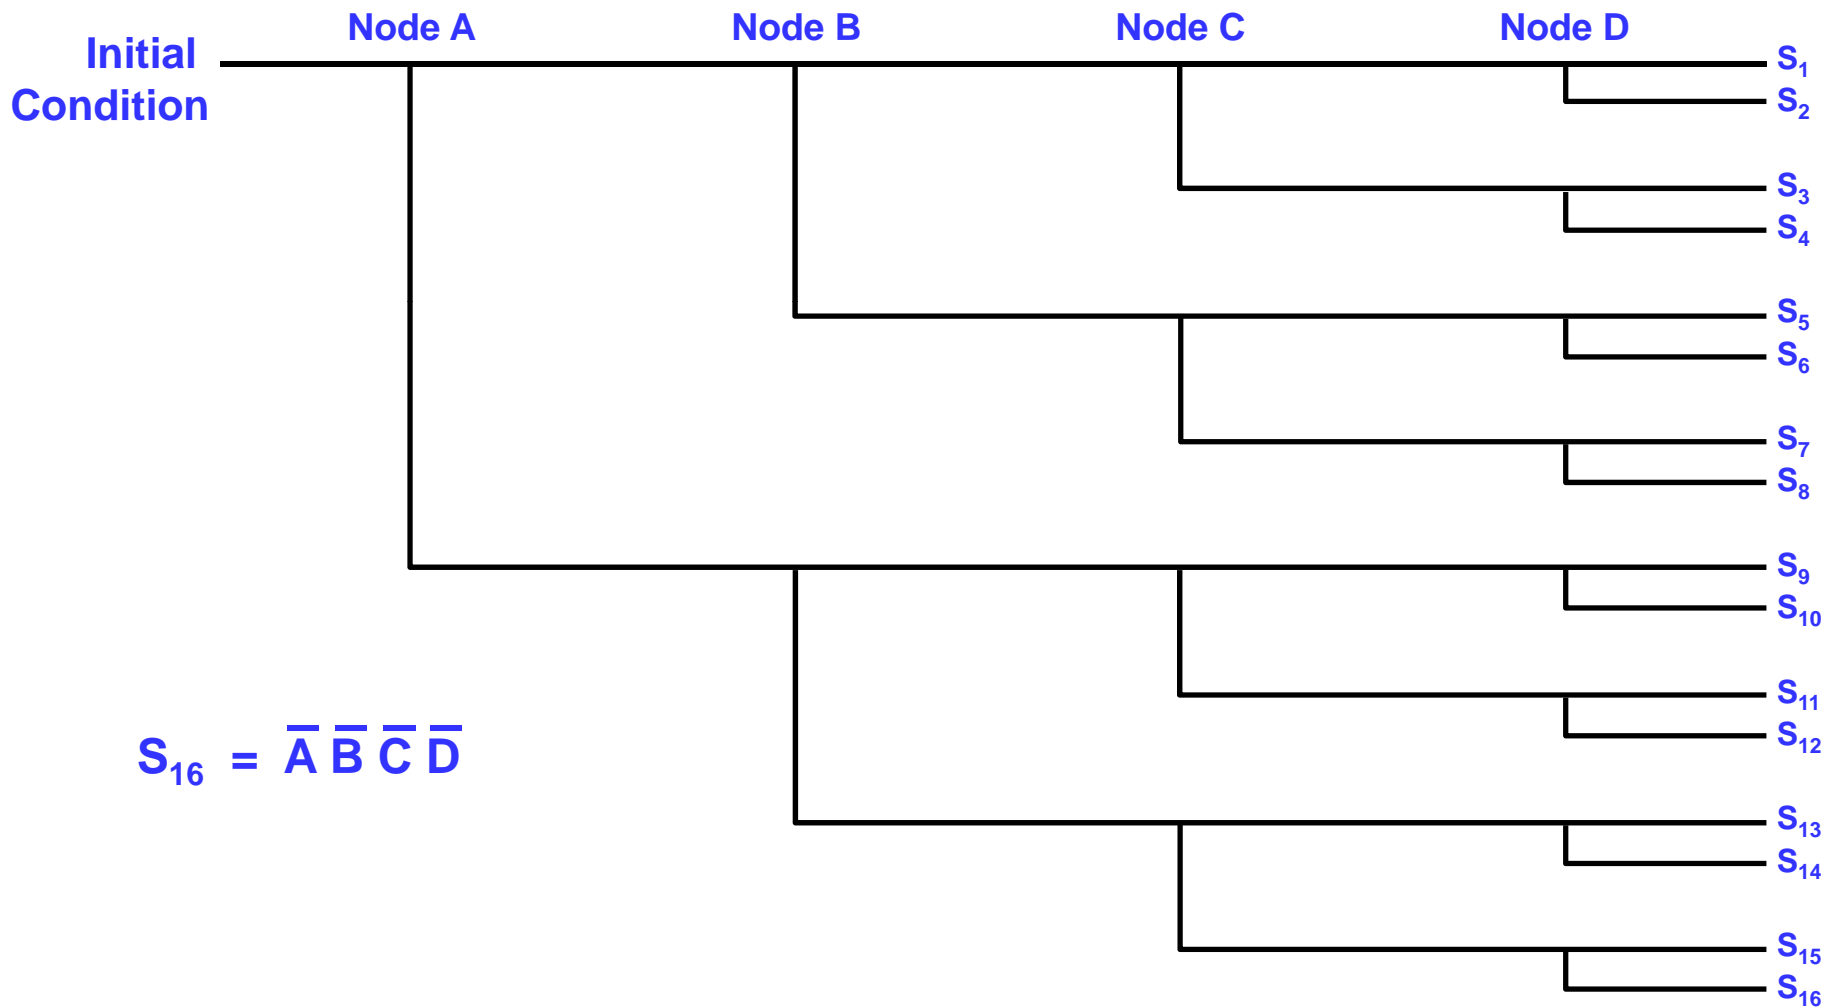 Node A Node B Node C Node D
Initial
Condition
S₁
S₂
S₃
S₄
S₅
S₆
S₇
S₈
S₉
S₁₀
S₁₁
S₁₂
S₁₆ = A̅ B̅ C̅ D̅
S₁₃
S₁₄
S₁₅
S₁₆